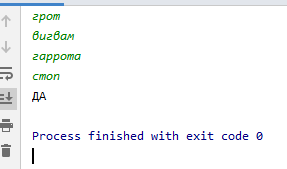 грот
вигвам
гаррота
стоп
ДА
Process finished with exit code 0